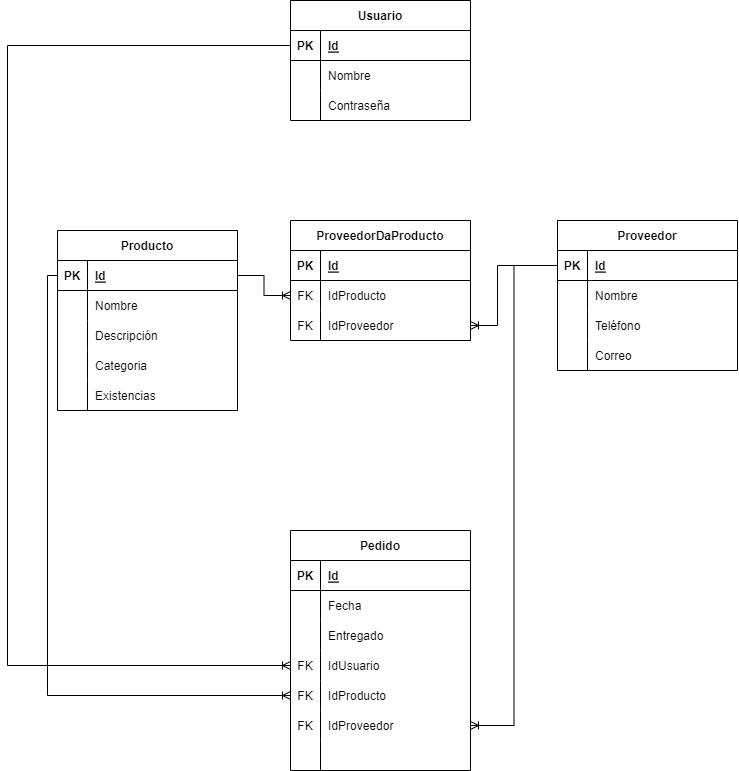 Usuario
PK Id
Nombre
Contraseña
Producto
PK Id
Nombre
Descripción
Categoria
Existencias
ProveedorDaProducto
PK Id
FK IdProducto
FK IdProveedor
Proveedor
PK Id
Nombre
Teléfono
Correo
Pedido
PK Id
Fecha
Entregado
FK IdUsuario
FK IdProducto
FK IdProveedor